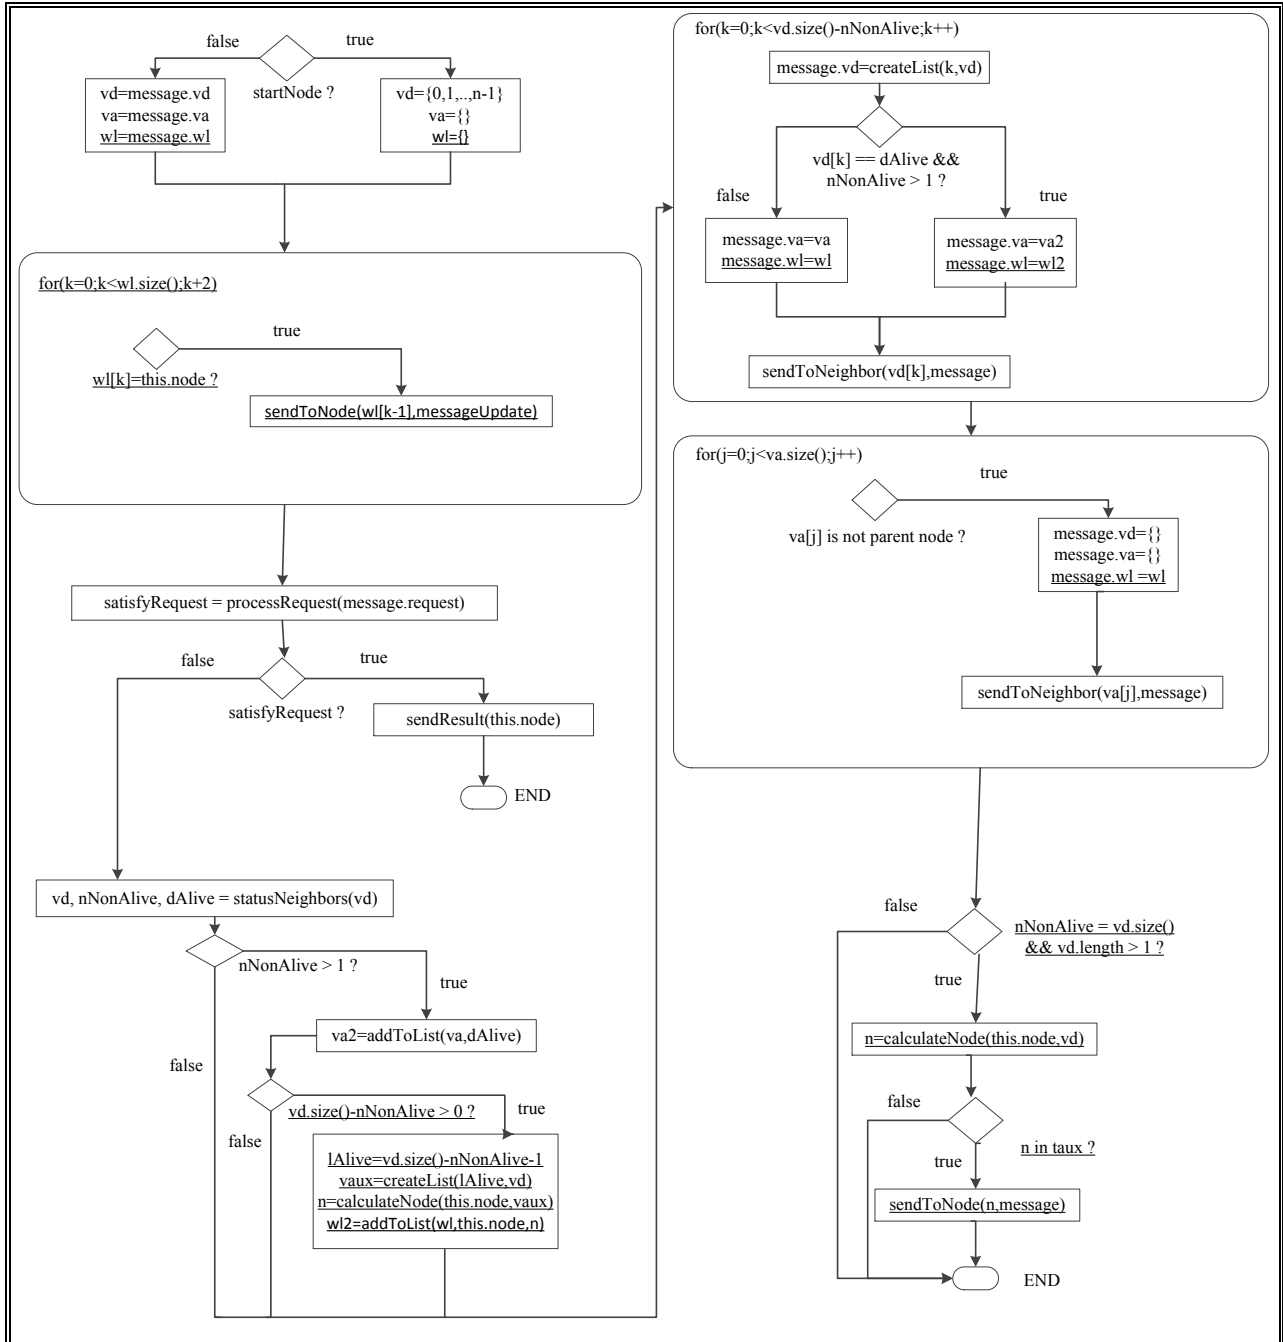 false
true
startNode ?
vd=message.vd
va=message.va
wl=message.wl
vd={0,1,..,n-1}
va={}
wl={}
for(k=0;k<wl.size();k+2)
true
wl[k]=this.node ?
sendToNode(wl[k-1],messageUpdate)
satisfyRequest = processRequest(message.request)
false
true
satisfyRequest ?
sendResult(this.node)
END
vd, nNonAlive, dAlive = statusNeighbors(vd)
nNonAlive > 1 ?
true
va2=addToList(va,dAlive)
false
vd.size()-nNonAlive > 0 ?
true
false
lAlive=vd.size()-nNonAlive-1
vaux=createList(lAlive,vd)
n=calculateNode(this.node,vaux)
wl2=addToList(wl,this.node,n)
for(k=0;k<vd.size()-nNonAlive;k++)
message.vd=createList(k,vd)
vd[k] == dAlive &&
nNonAlive > 1 ?
false
true
message.va=va
message.wl=wl
message.va=va2
message.wl=wl2
sendToNeighbor(vd[k],message)
for(j=0;j<va.size();j++)
true
va[j] is not parent node ?
message.vd={}
message.va={}
message.wl =wl
sendToNeighbor(va[j],message)
false
nNonAlive = vd.size()
&& vd.length > 1 ?
true
n=calculateNode(this.node,vd)
false
n in taux ?
true
sendToNode(n,message)
END